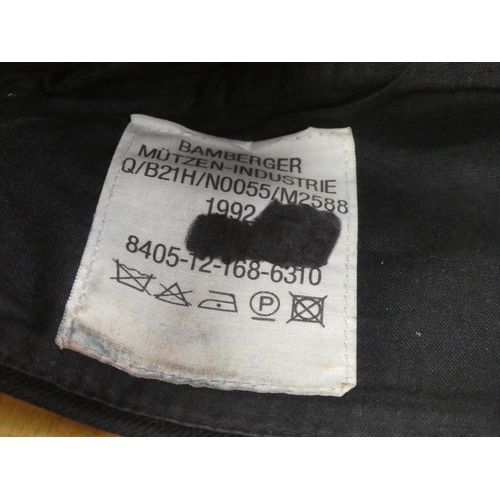 BAMBERGER
MÜTZEN-INDUSTRIE
Q/B21H/N0055/M2588
1992
8405-12-168-6310
P